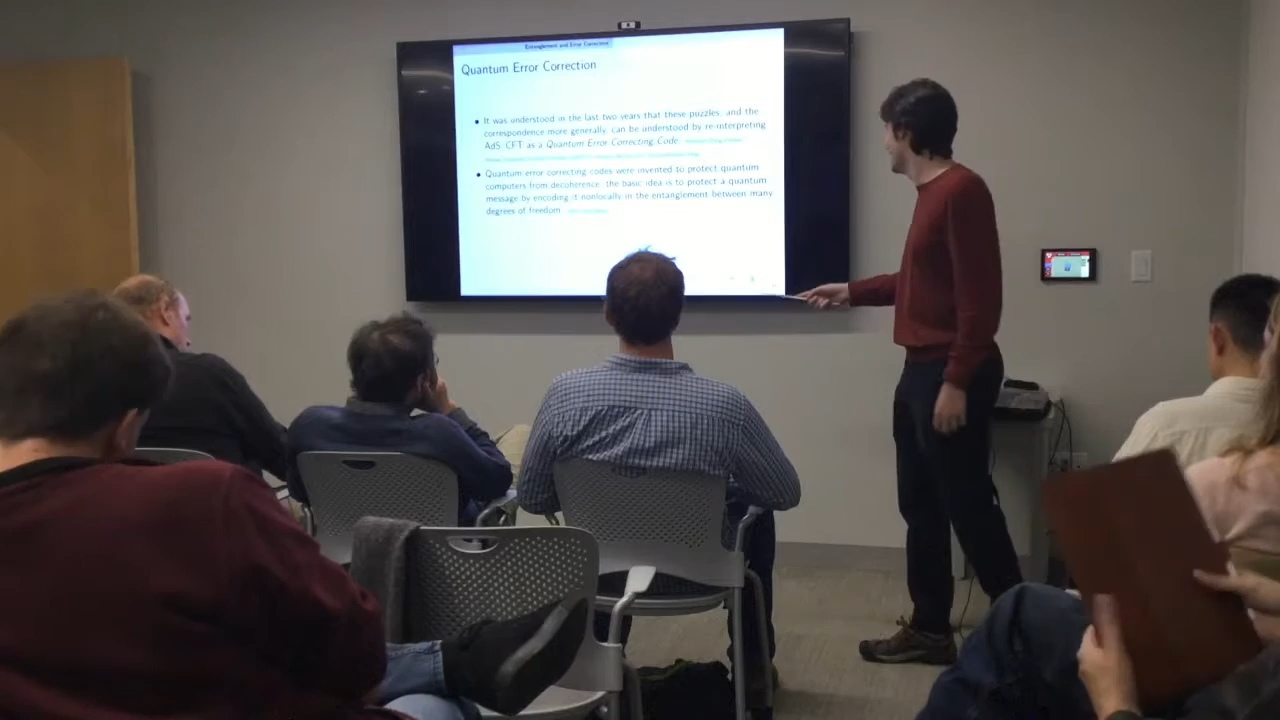 Entanglement and Error Correction
Quantum Error Correction
• It was understood in the last two years that these puzzles, and the
correspondence more generally, can be understood by re-interpreting
AdS CFT as a Quantum Error Correcting Code.
• Quantum error correcting codes were invented to protect quantum
computers from decoherence: the basic idea is to protect a quantum
message by encoding it nonlocally in the entanglement between many
degrees of freedom.